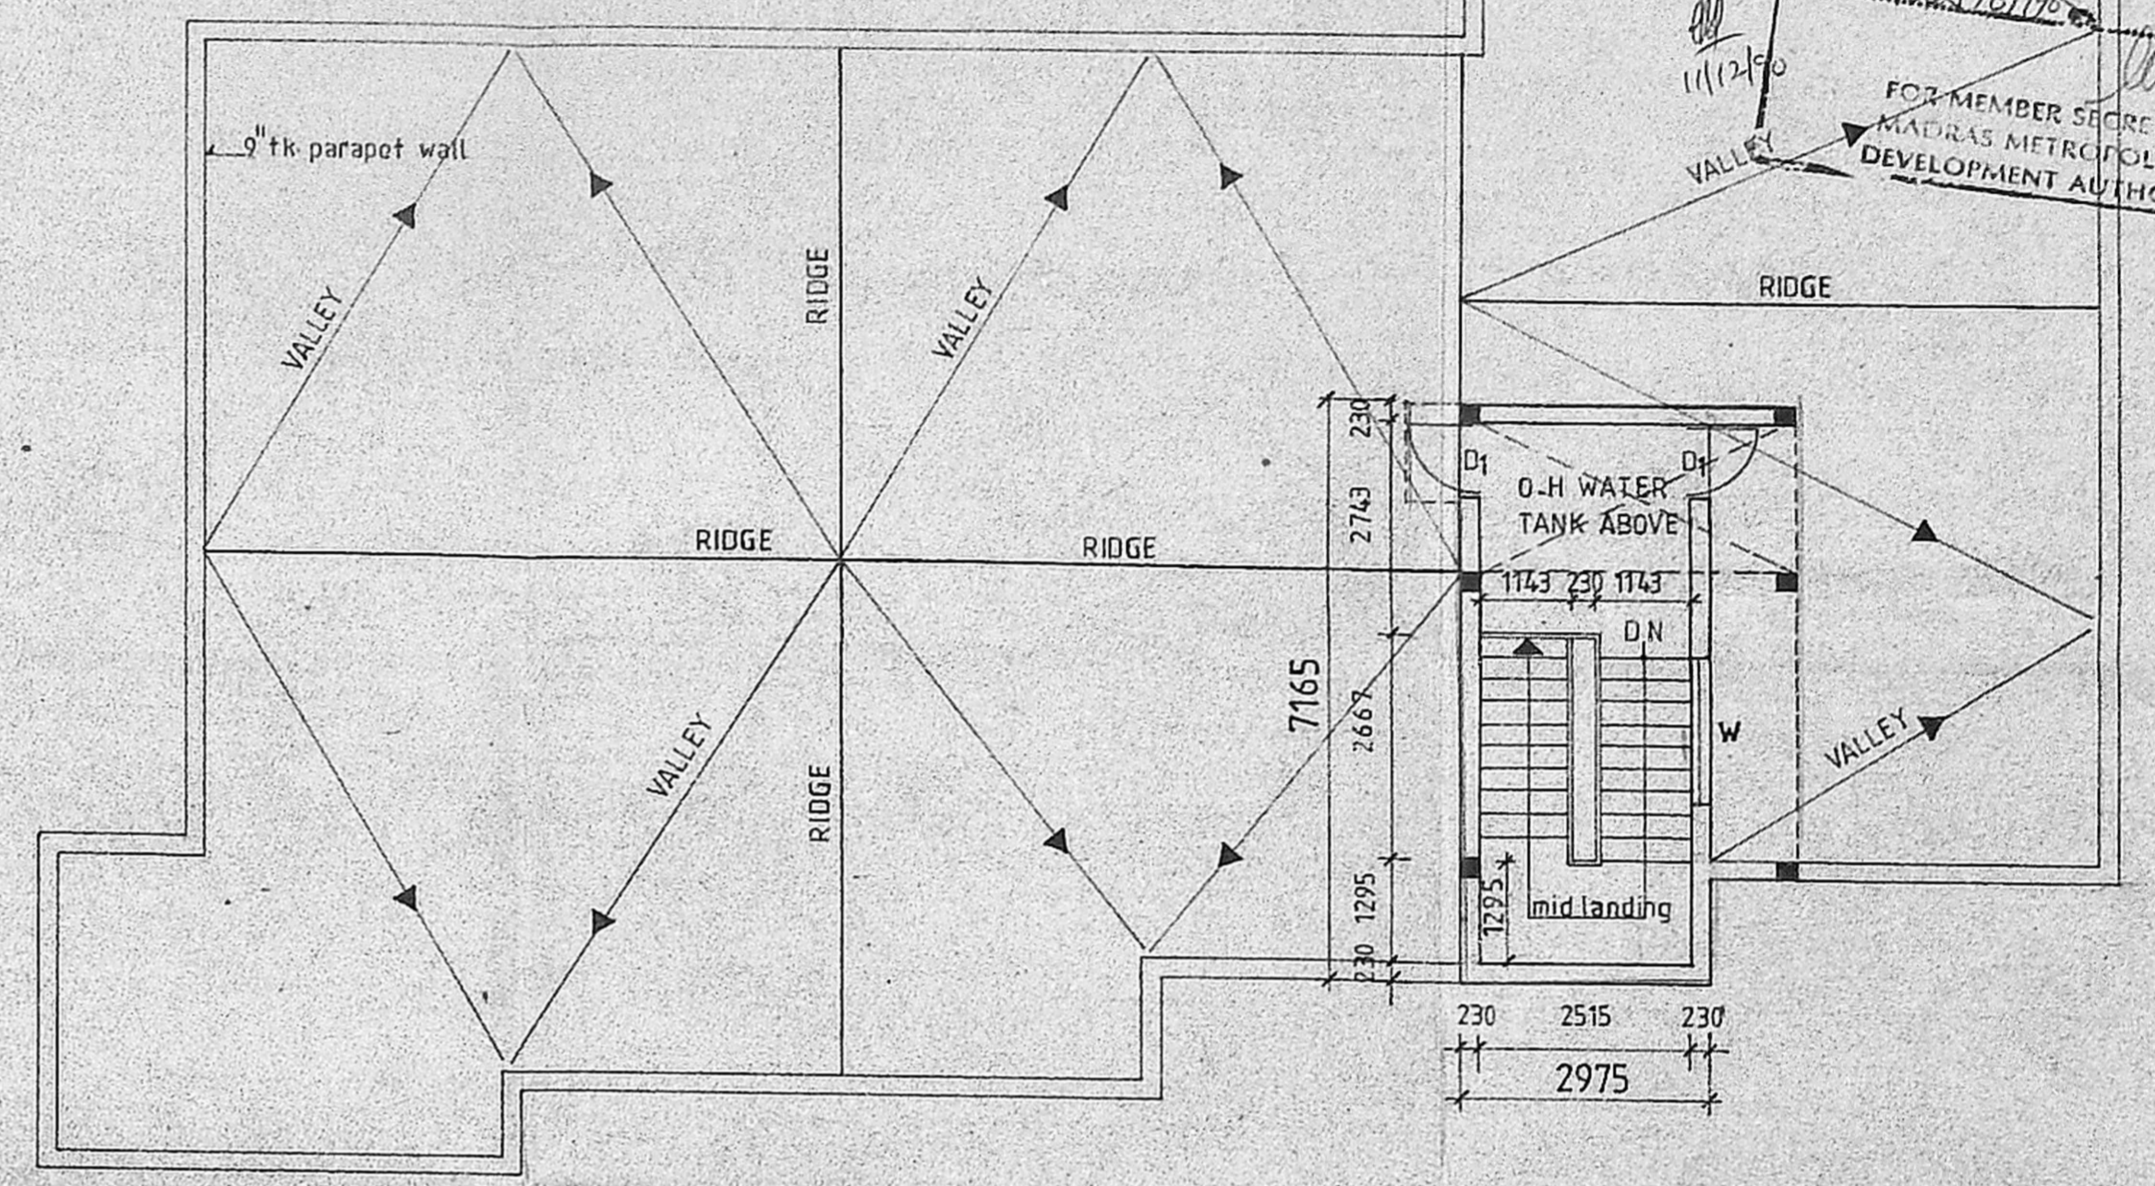 11/12/90
FOR MEMBER SECRE
MADRAS METROPOL
DEVELOPMENT AUTHO
9" tk. parapet wall
VALLEY
RIDGE
VALLEY
VALLEY
RIDGE
RIDGE
RIDGE
VALLEY
RIDGE
VALLEY
230
2743
2667
1295
230
7165
D1
D1
O-H WATER
TANK ABOVE
1143 230 1143
DN
W
1295
mid landing
230 2515 230
2975